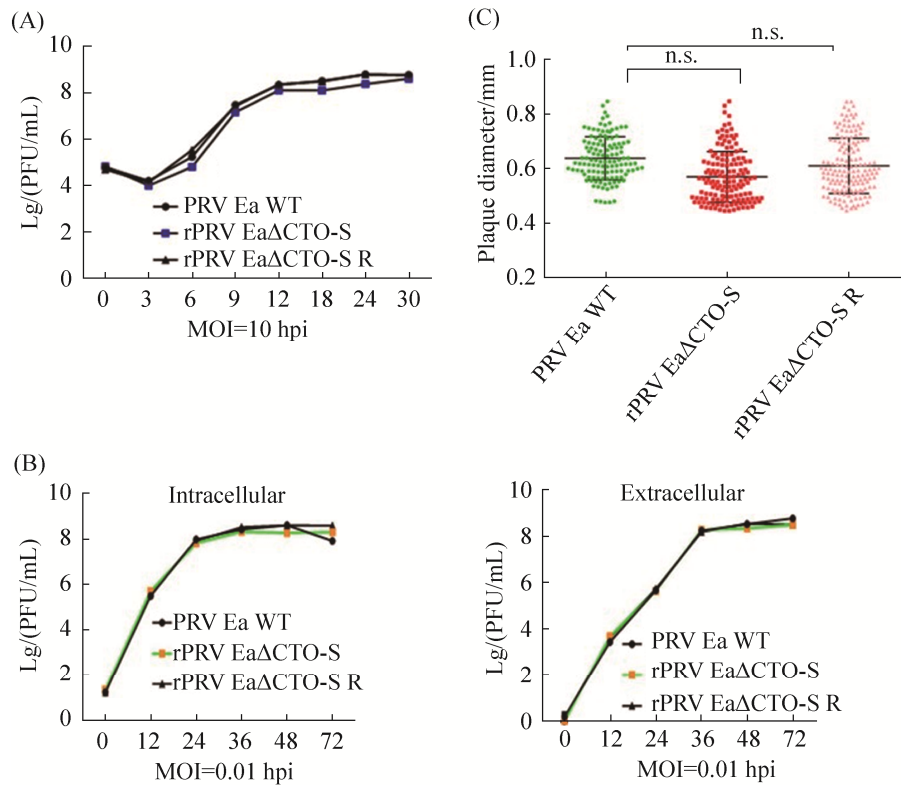 (A)
10
8
6
4
2
0
Lg/(PFU/mL)
PRV Ea WT
rPRV EaΔCTO-S
rPRV EaΔCTO-S R
0 3 6 9 12 18 24 30
MOI=10 hpi
(C)
n.s.
n.s.
1.0
0.8
0.6
0.4
0.2
Plaque diameter/mm
PRV Ea WT
rPRV EaΔCTO-S
rPRV EaΔCTO-S R
(B)
Intracellular
10
8
6
4
2
0
Lg/(PFU/mL)
PRV Ea WT
rPRV EaΔCTO-S
rPRV EaΔCTO-S R
0 12 24 36 48 72
MOI=0.01 hpi
Extracellular
10
8
6
4
2
0
Lg/(PFU/mL)
PRV Ea WT
rPRV EaΔCTO-S
rPRV EaΔCTO-S R
0 12 24 36 48 72
MOI=0.01 hpi